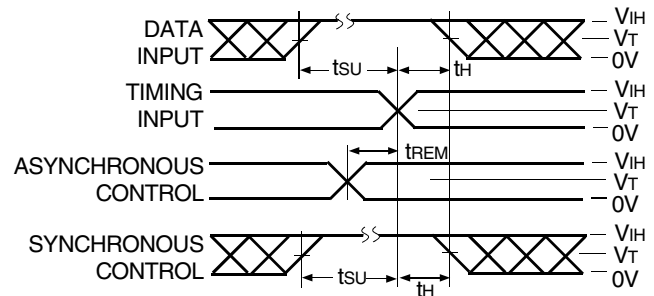 DATA INPUT
VIH
VT
0V
tSU
tH
TIMING INPUT
VIH
VT
0V
tREM
ASYNCHRONOUS CONTROL
VIH
VT
0V
SYNCHRONOUS CONTROL
VIH
VT
0V
tSU
tH